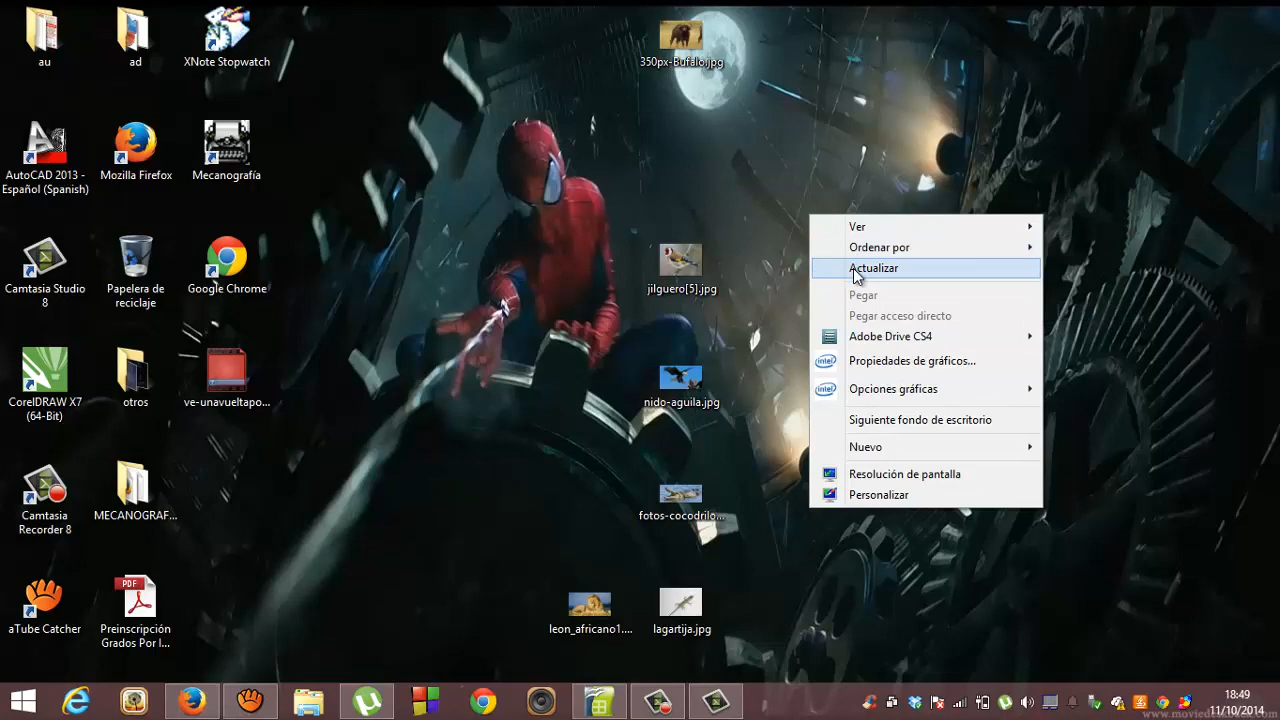 au
ad
XNote Stopwatch
350px-Bufalo.jpg
AutoCAD 2013 -
Español (Spanish)
Mozilla Firefox
Mecanografía
Camtasia Studio
8
Papelera de
reciclaje
Google Chrome
jilguero[5].jpg
CorelDRAW X7
(64-Bit)
otros
ve-unavueltapo...
nido-aguila.jpg
Camtasia
Recorder 8
MECANOGRAF...
fotos-cocodrilo...
aTube Catcher
PDF
Preinscripción
Grados Por I...
leon_africano1....
lagartija.jpg
Ver
Ordenar por
Actualizar
Pegar
Pegar acceso directo
Adobe Drive CS4
intel
Propiedades de gráficos...
intel
Opciones gráficas
Siguiente fondo de escritorio
Nuevo
Resolución de pantalla
Personalizar
18:49
11/10/2014